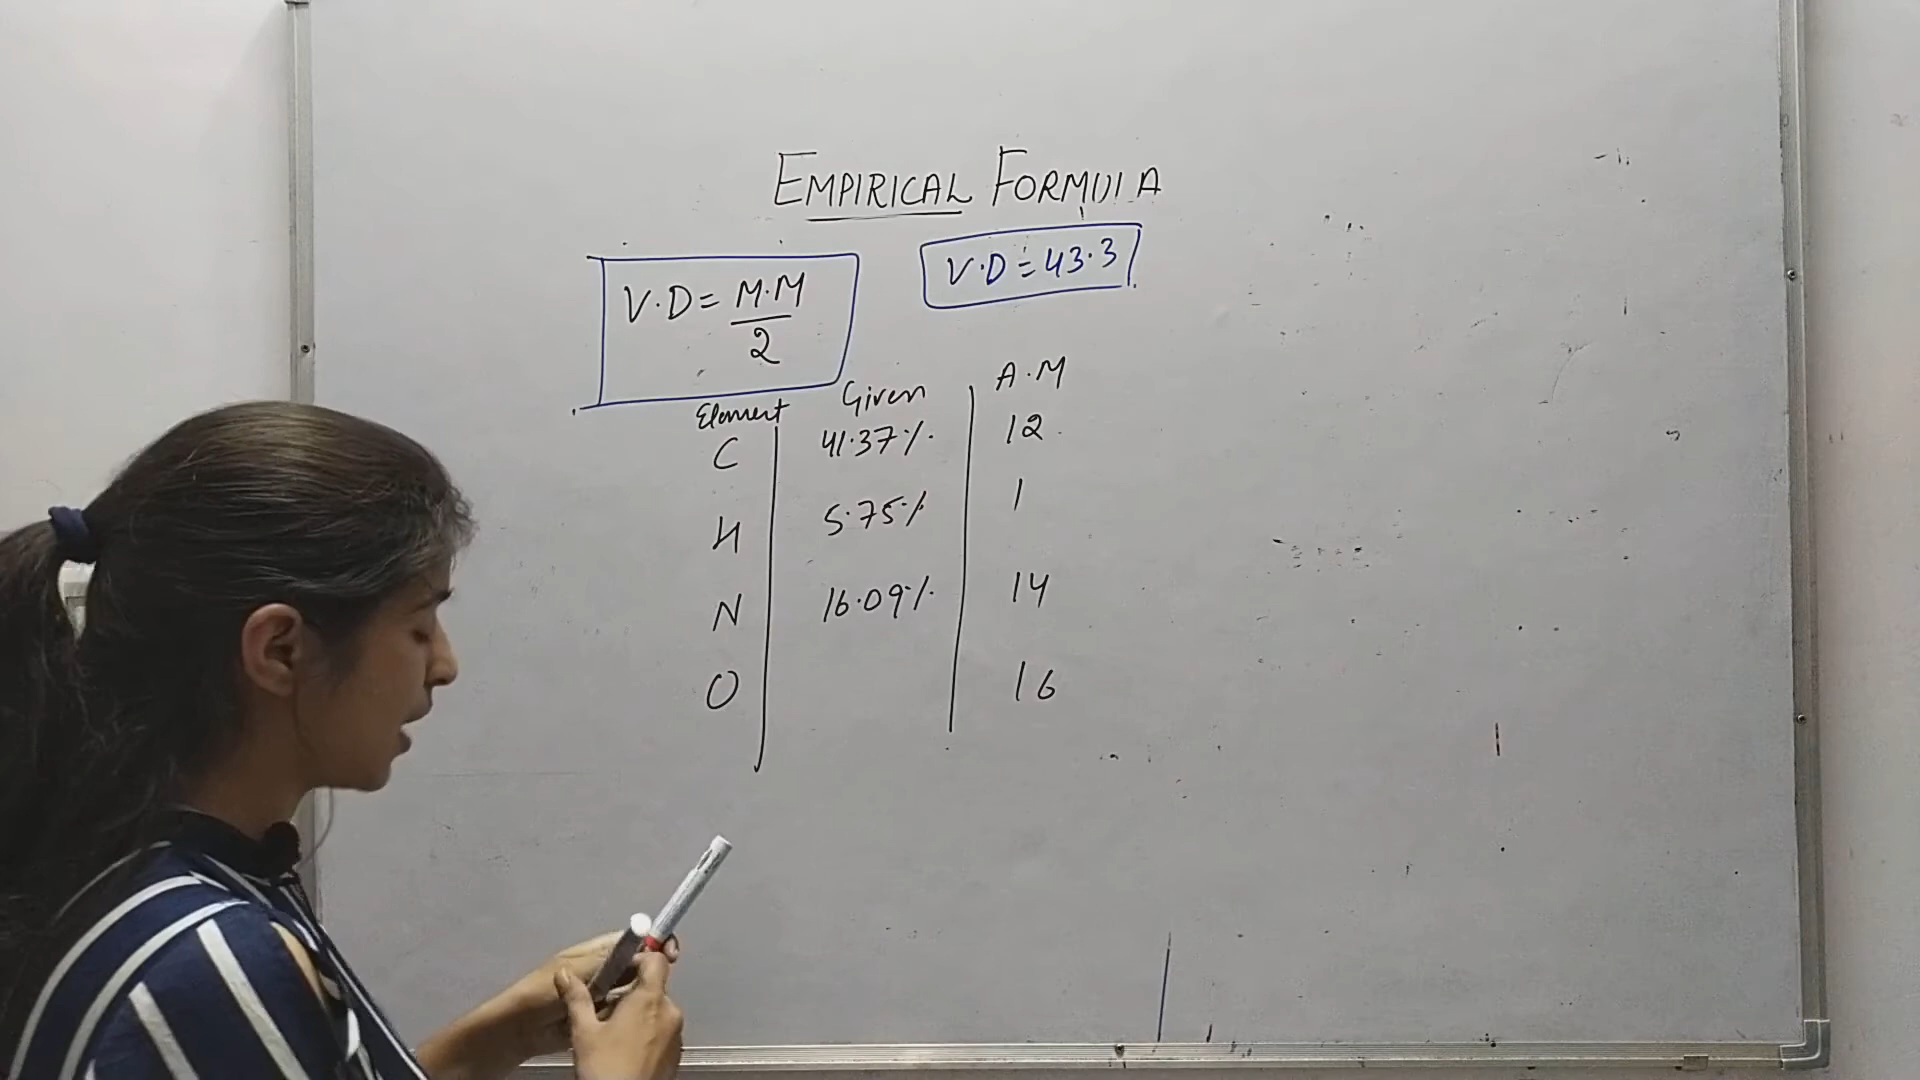 EMPIRICAL FORMULA
V.D = M.M / 2
V.D = 43.3
Element Given A.M
C 41.37% 12
H 5.75% 1
N 16.09% 14
O 16